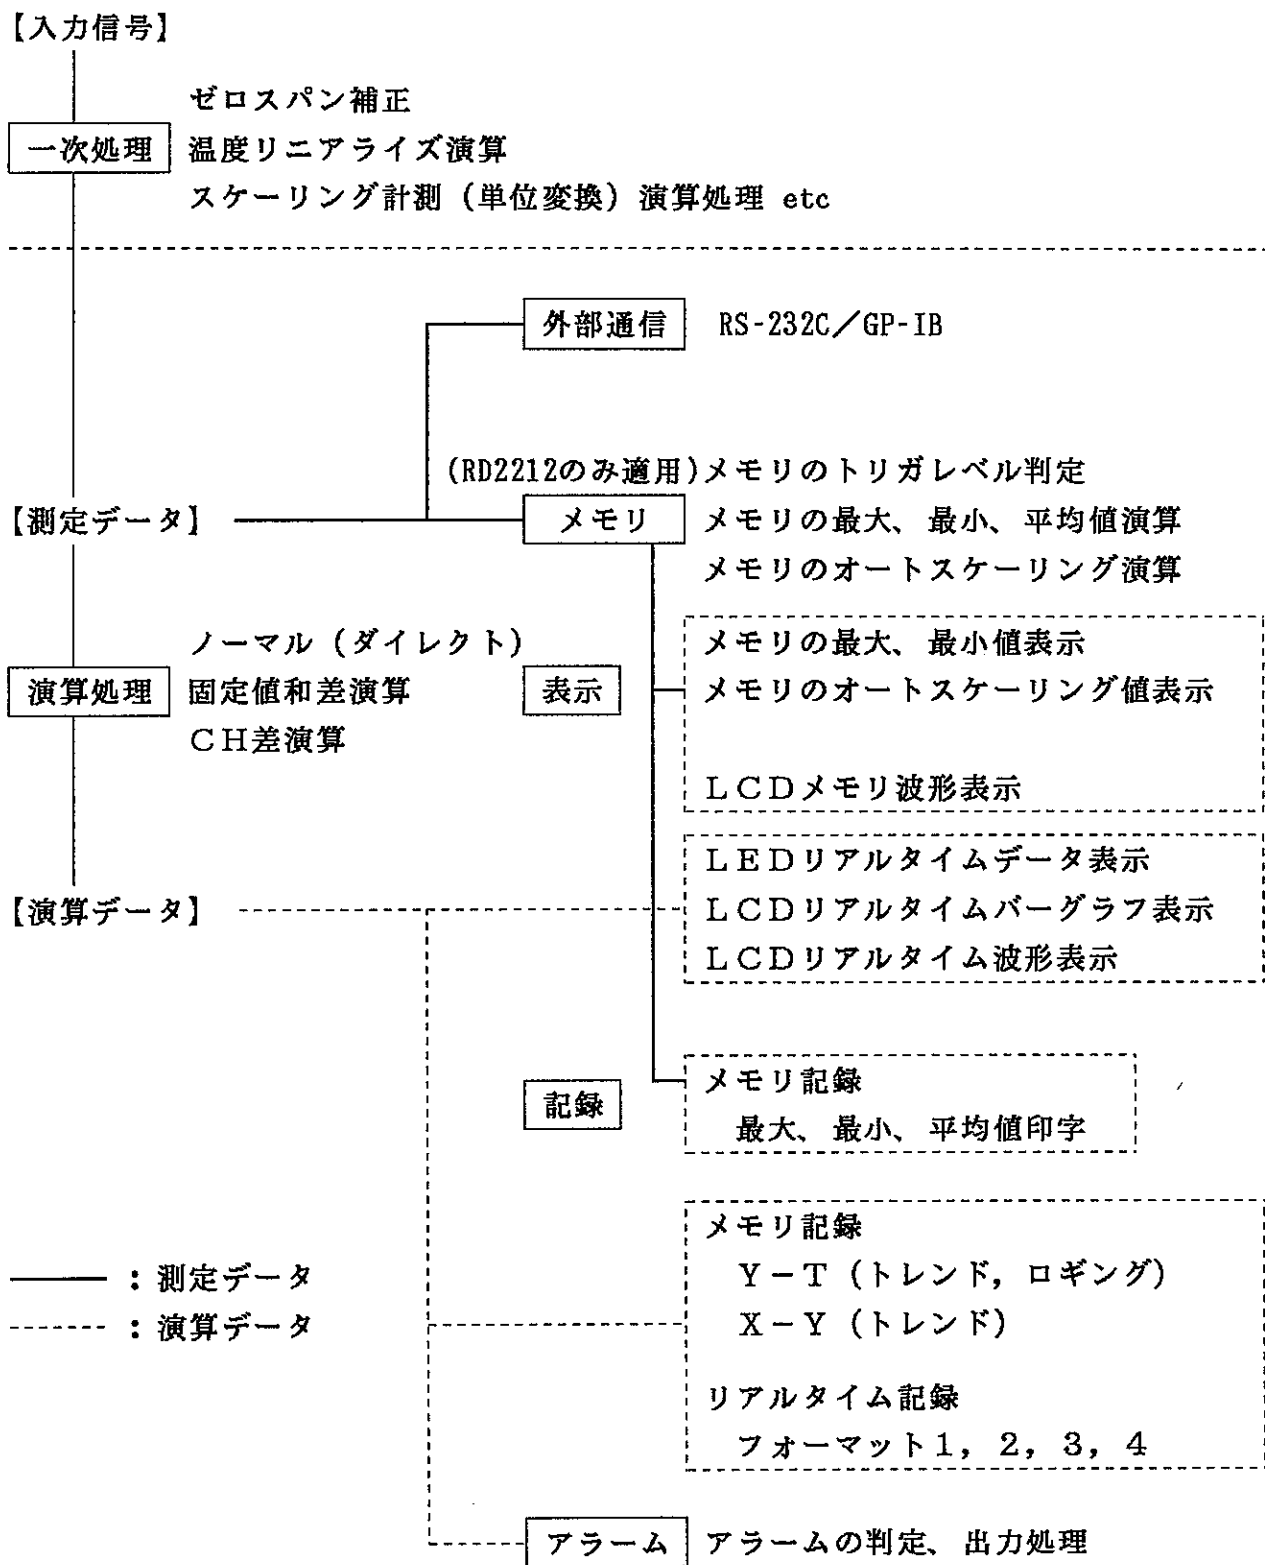 【入力信号】
ゼロスパン補正
一次処理 温度リニアライズ演算
スケーリング計測（単位変換）演算処理 etc
外部通信 RS-232C／GP-IB
(RD2212のみ適用)メモリのトリガレベル判定
【測定データ】 メモリ メモリの最大、最小、平均値演算
メモリのオートスケーリング演算
ノーマル（ダイレクト） メモリの最大、最小値表示
演算処理 固定値和差演算 表示 メモリのオートスケーリング値表示
ＣＨ差演算
ＬＣＤメモリ波形表示
ＬＥＤリアルタイムデータ表示
【演算データ】 ＬＣＤリアルタイムバーグラフ表示
ＬＣＤリアルタイム波形表示
メモリ記録
記録 最大、最小、平均値印字
メモリ記録
：測定データ Ｙ－Ｔ（トレンド，ロギング）
：演算データ Ｘ－Ｙ（トレンド）
リアルタイム記録
フォーマット１，２，３，４
アラーム アラームの判定、出力処理